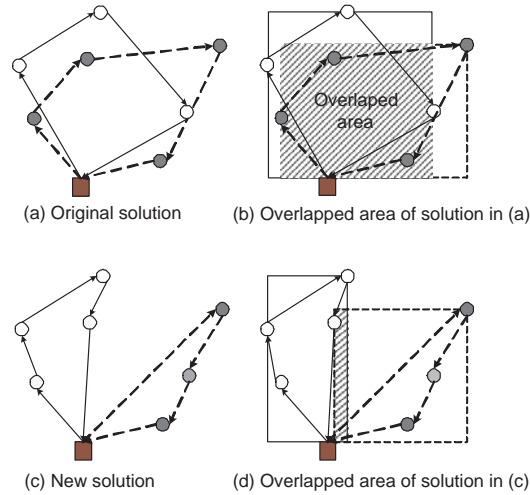 Overlaped
area
(a) Original solution
(b) Overlapped area of solution in (a)
(c) New solution
(d) Overlapped area of solution in (c)